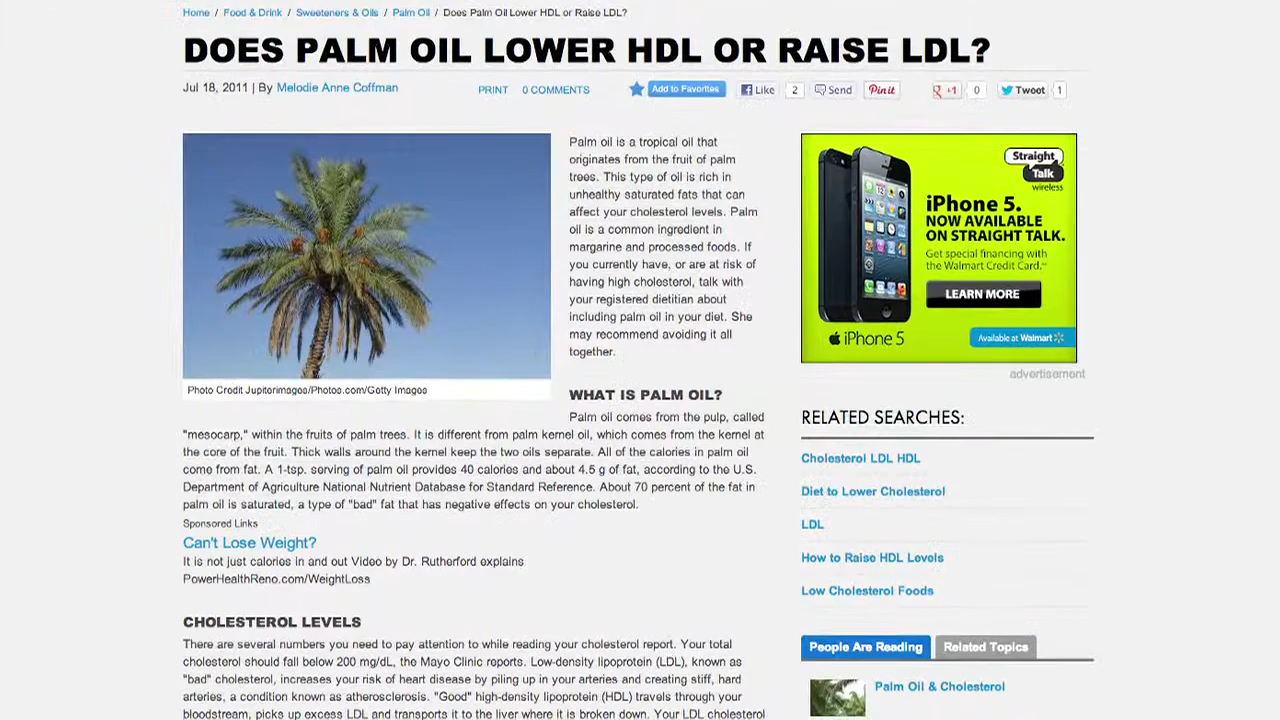 Home / Food & Drink / Sweeteners & Oils / Palm Oil / Does Palm Oil Lower HDL or Raise LDL?
DOES PALM OIL LOWER HDL OR RAISE LDL?
Jul 18, 2011 | By Melodie Anne Coffman
PRINT 0 COMMENTS
Add to Favorites
Like 2
Send
Pin it
+1 0
Tweet 1
Palm oil is a tropical oil that
originates from the fruit of palm
trees. This type of oil is rich in
unhealthy saturated fats that can
affect your cholesterol levels. Palm
oil is a common ingredient in
margarine and processed foods. If
you currently have, or are at risk of
having high cholesterol, talk with
your registered dietitian about
including palm oil in your diet. She
may recommend avoiding it all
together.
Photo Credit Jupiterimages/Photos.com/Getty Images
WHAT IS PALM OIL?
Palm oil comes from the pulp, called
"mesocarp," within the fruits of palm trees. It is different from palm kernel oil, which comes from the kernel at
the core of the fruit. Thick walls around the kernel keep the two oils separate. All of the calories in palm oil
come from fat. A 1-tsp. serving of palm oil provides 40 calories and about 4.5 g of fat, according to the U.S.
Department of Agriculture National Nutrient Database for Standard Reference. About 70 percent of the fat in
palm oil is saturated, a type of "bad" fat that has negative effects on your cholesterol.
Sponsored Links
Can't Lose Weight?
It is not just calories in and out Video by Dr. Rutherford explains
PowerHealthReno.com/WeightLoss
CHOLESTEROL LEVELS
There are several numbers you need to pay attention to while reading your cholesterol report. Your total
cholesterol should fall below 200 mg/dL, the Mayo Clinic reports. Low-density lipoprotein (LDL), known as
"bad" cholesterol, increases your risk of heart disease by piling up in your arteries and creating stiff, hard
arteries, a condition known as atherosclerosis. "Good" high-density lipoprotein (HDL) travels through your
bloodstream, picks up excess LDL and transports it to the liver where it is broken down. Your LDL cholesterol
Straight
Talk
wireless
iPhone 5.
NOW AVAILABLE
ON STRAIGHT TALK.
Get special financing with
the Walmart Credit Card.
LEARN MORE
iPhone 5
Available at Walmart
advertisement
RELATED SEARCHES:
Cholesterol LDL HDL
Diet to Lower Cholesterol
LDL
How to Raise HDL Levels
Low Cholesterol Foods
People Are Reading Related Topics
Palm Oil & Cholesterol